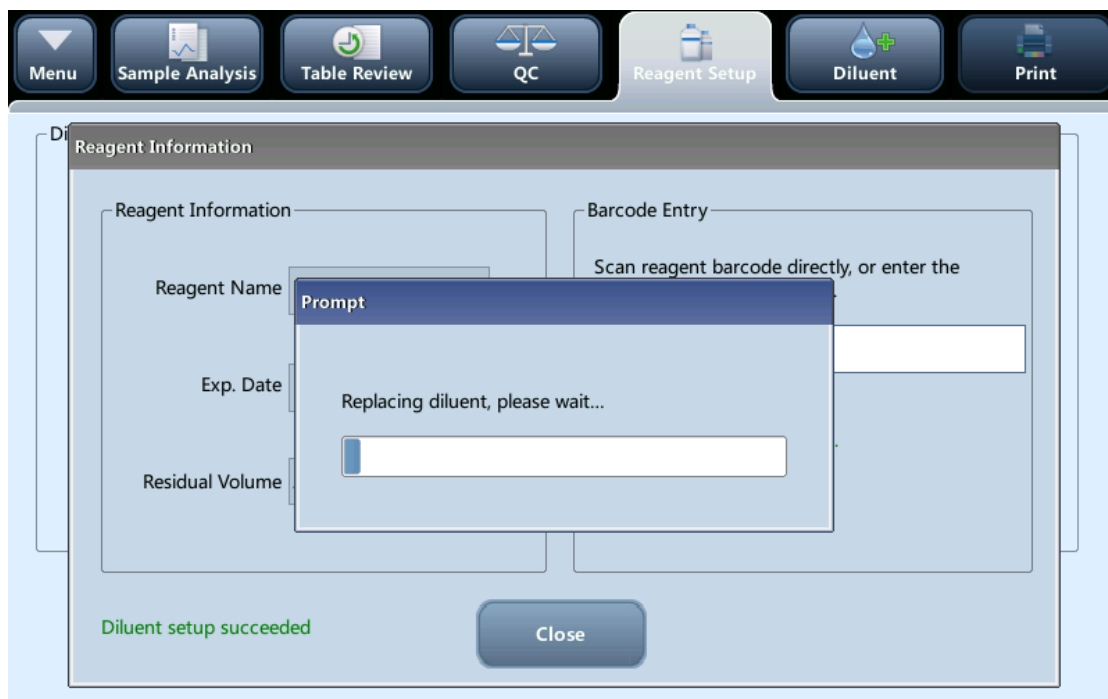 Menu
Sample Analysis
Table Review
QC
Reagent Setup
Diluent
Print
Di
Reagent Information
Reagent Information
Barcode Entry
Scan reagent barcode directly, or enter the
Reagent Name
Prompt
Exp. Date
Replacing diluent, please wait...
Residual Volume
Diluent setup succeeded
Close